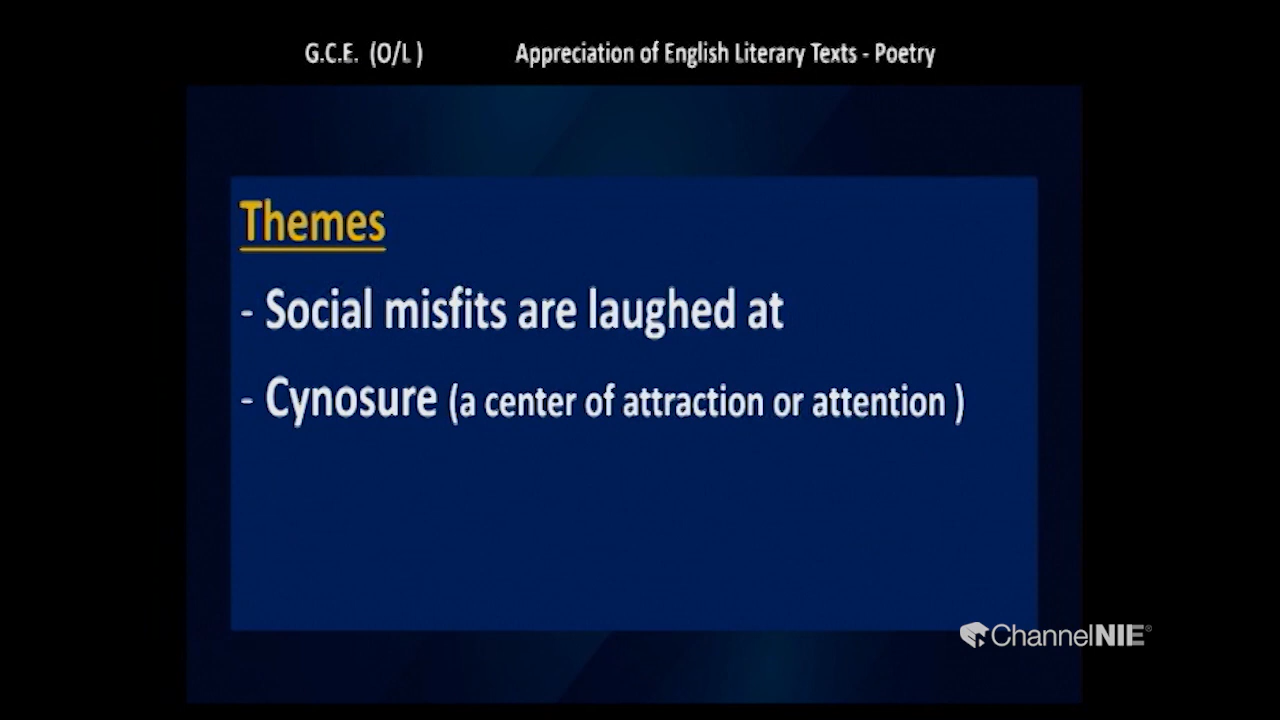 G.C.E. (O/L ) Appreciation of English Literary Texts - Poetry
Themes
- Social misfits are laughed at
- Cynosure (a center of attraction or attention )
ChannelNIE®